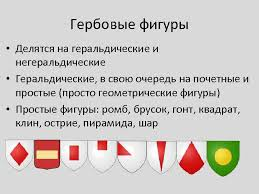 Гербовые фигуры
• Делятся на геральдические и
негеральдические
• Геральдические, в свою очередь на почетные и
простые (просто геометрические фигуры)
• Простые фигуры: ромб, брусок, гонт, квадрат,
клин, острие, пирамида, шар